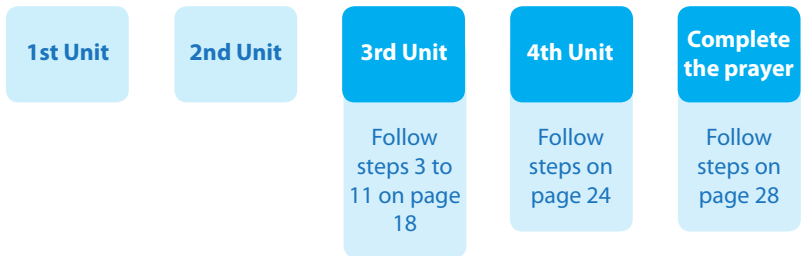 1st Unit
2nd Unit
3rd Unit
4th Unit
Complete
the prayer
Follow
steps 3 to
11 on page
18
Follow
steps on
page 24
Follow
steps on
page 28